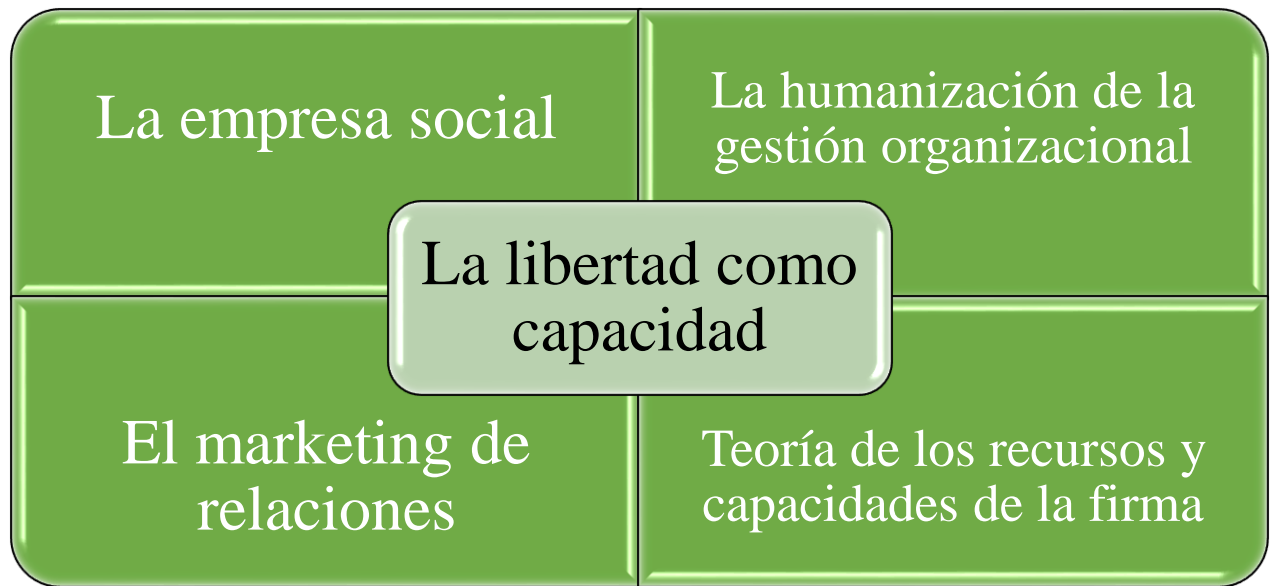 La empresa social
La humanización de la
gestión organizacional
La libertad como
capacidad
El marketing de
relaciones
Teoría de los recursos y
capacidades de la firma